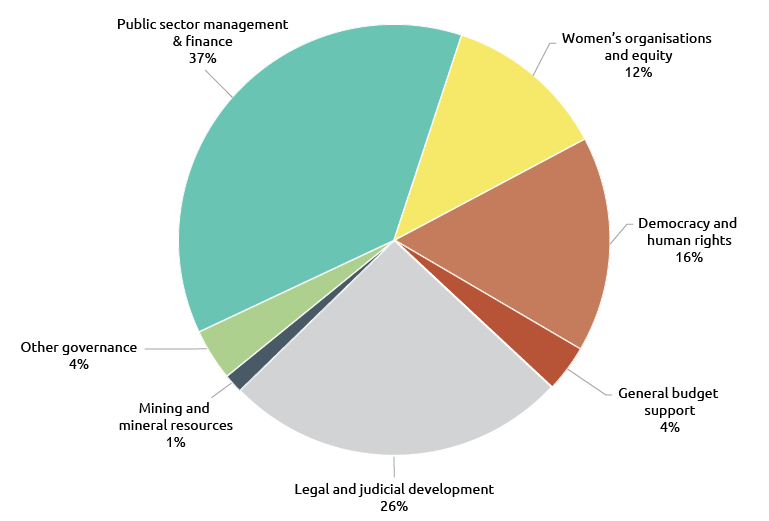 Public sector management
& finance
37%
Women’s organisations
and equity
12%
Democracy and
human rights
16%
General budget
support
4%
Legal and judicial development
26%
Mining and
mineral resources
1%
Other governance
4%